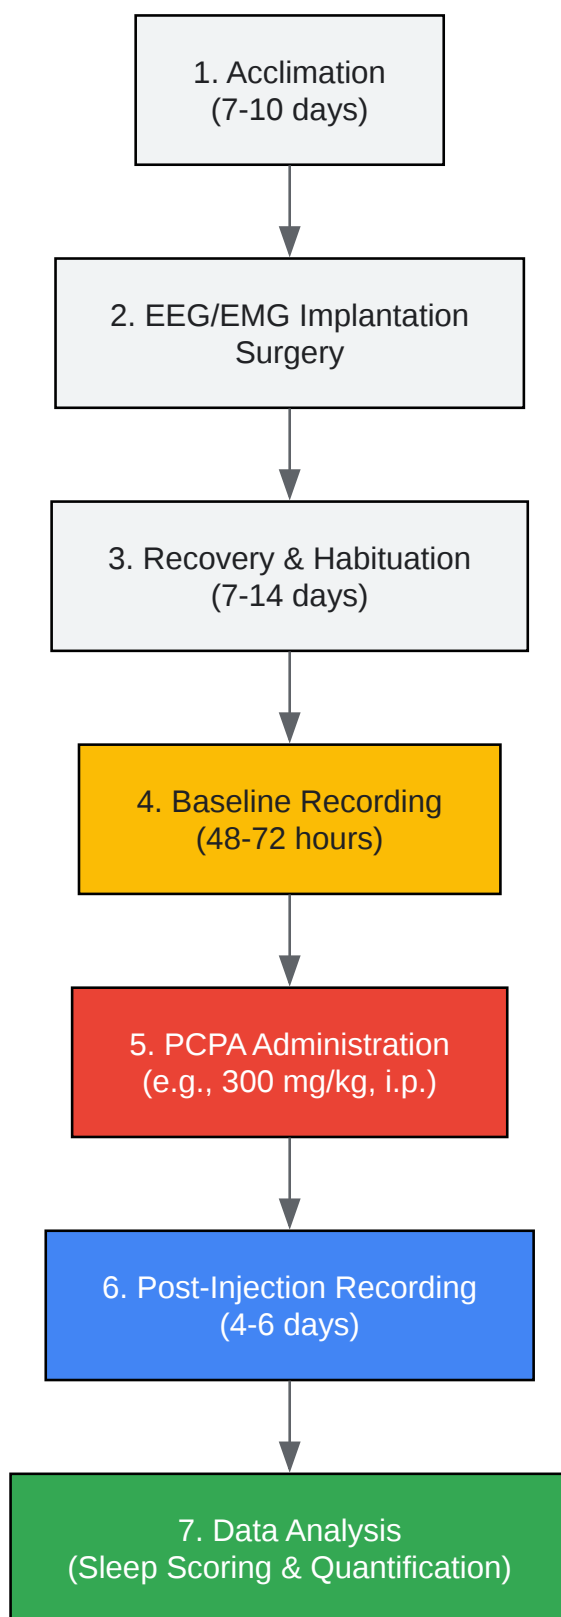 1. Acclimation
(7-10 days)
2. EEG/EMG Implantation
Surgery
3. Recovery & Habituation
(7-14 days)
4. Baseline Recording
(48-72 hours)
5. PCPA Administration
(e.g., 300 mg/kg, i.p.)
6. Post-Injection Recording
(4-6 days)
7. Data Analysis
(Sleep Scoring & Quantification)